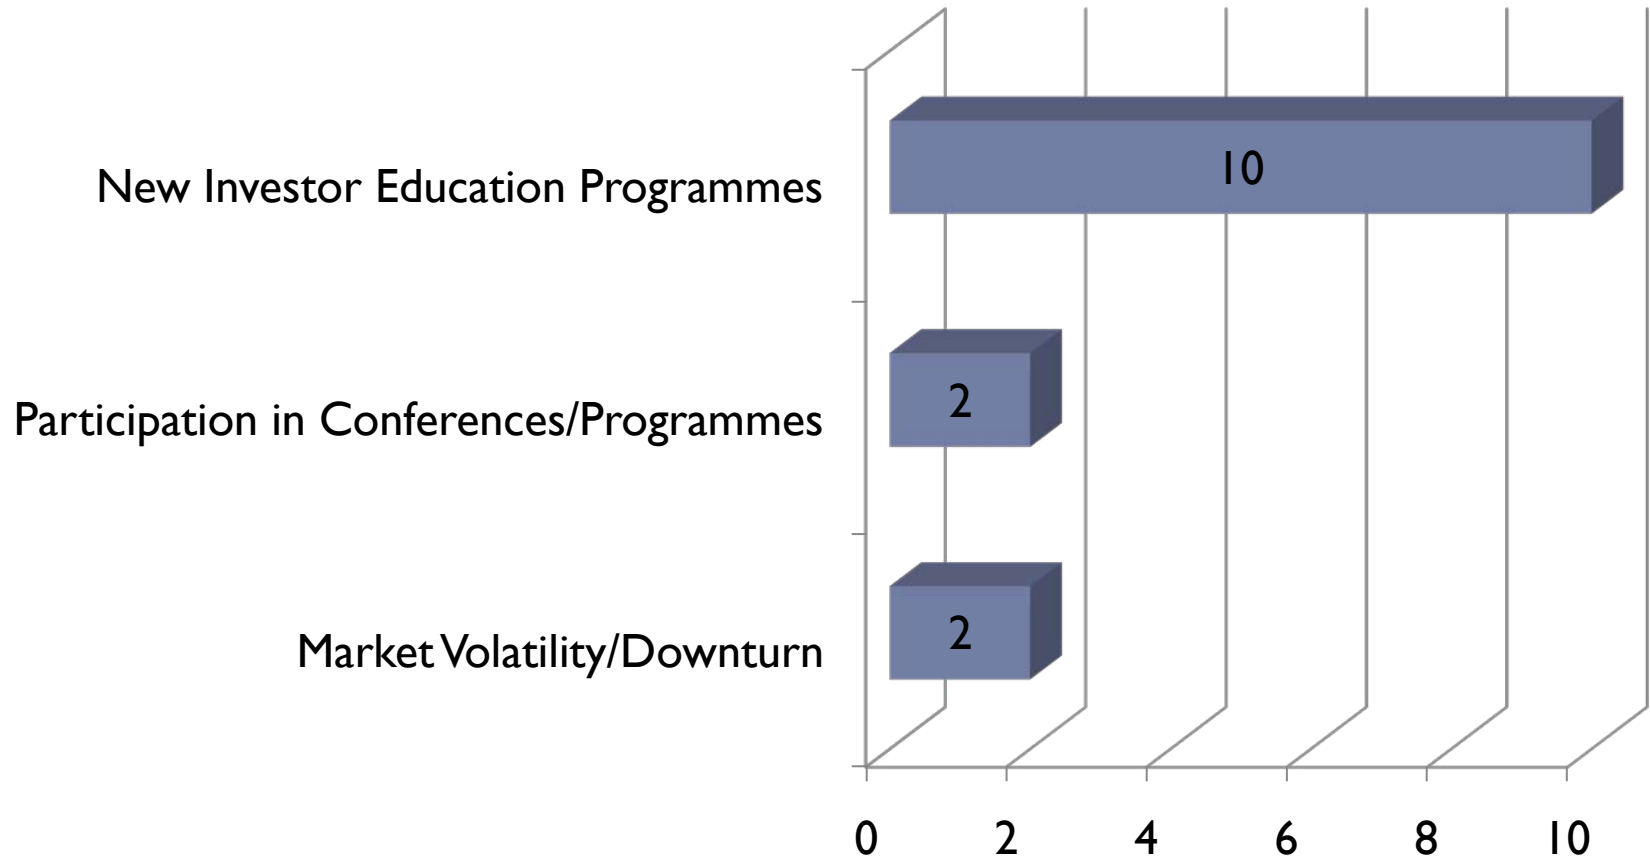 New Investor Education Programmes
10
Participation in Conferences/Programmes
2
Market Volatility/Downturn
2
0 2 4 6 8 10